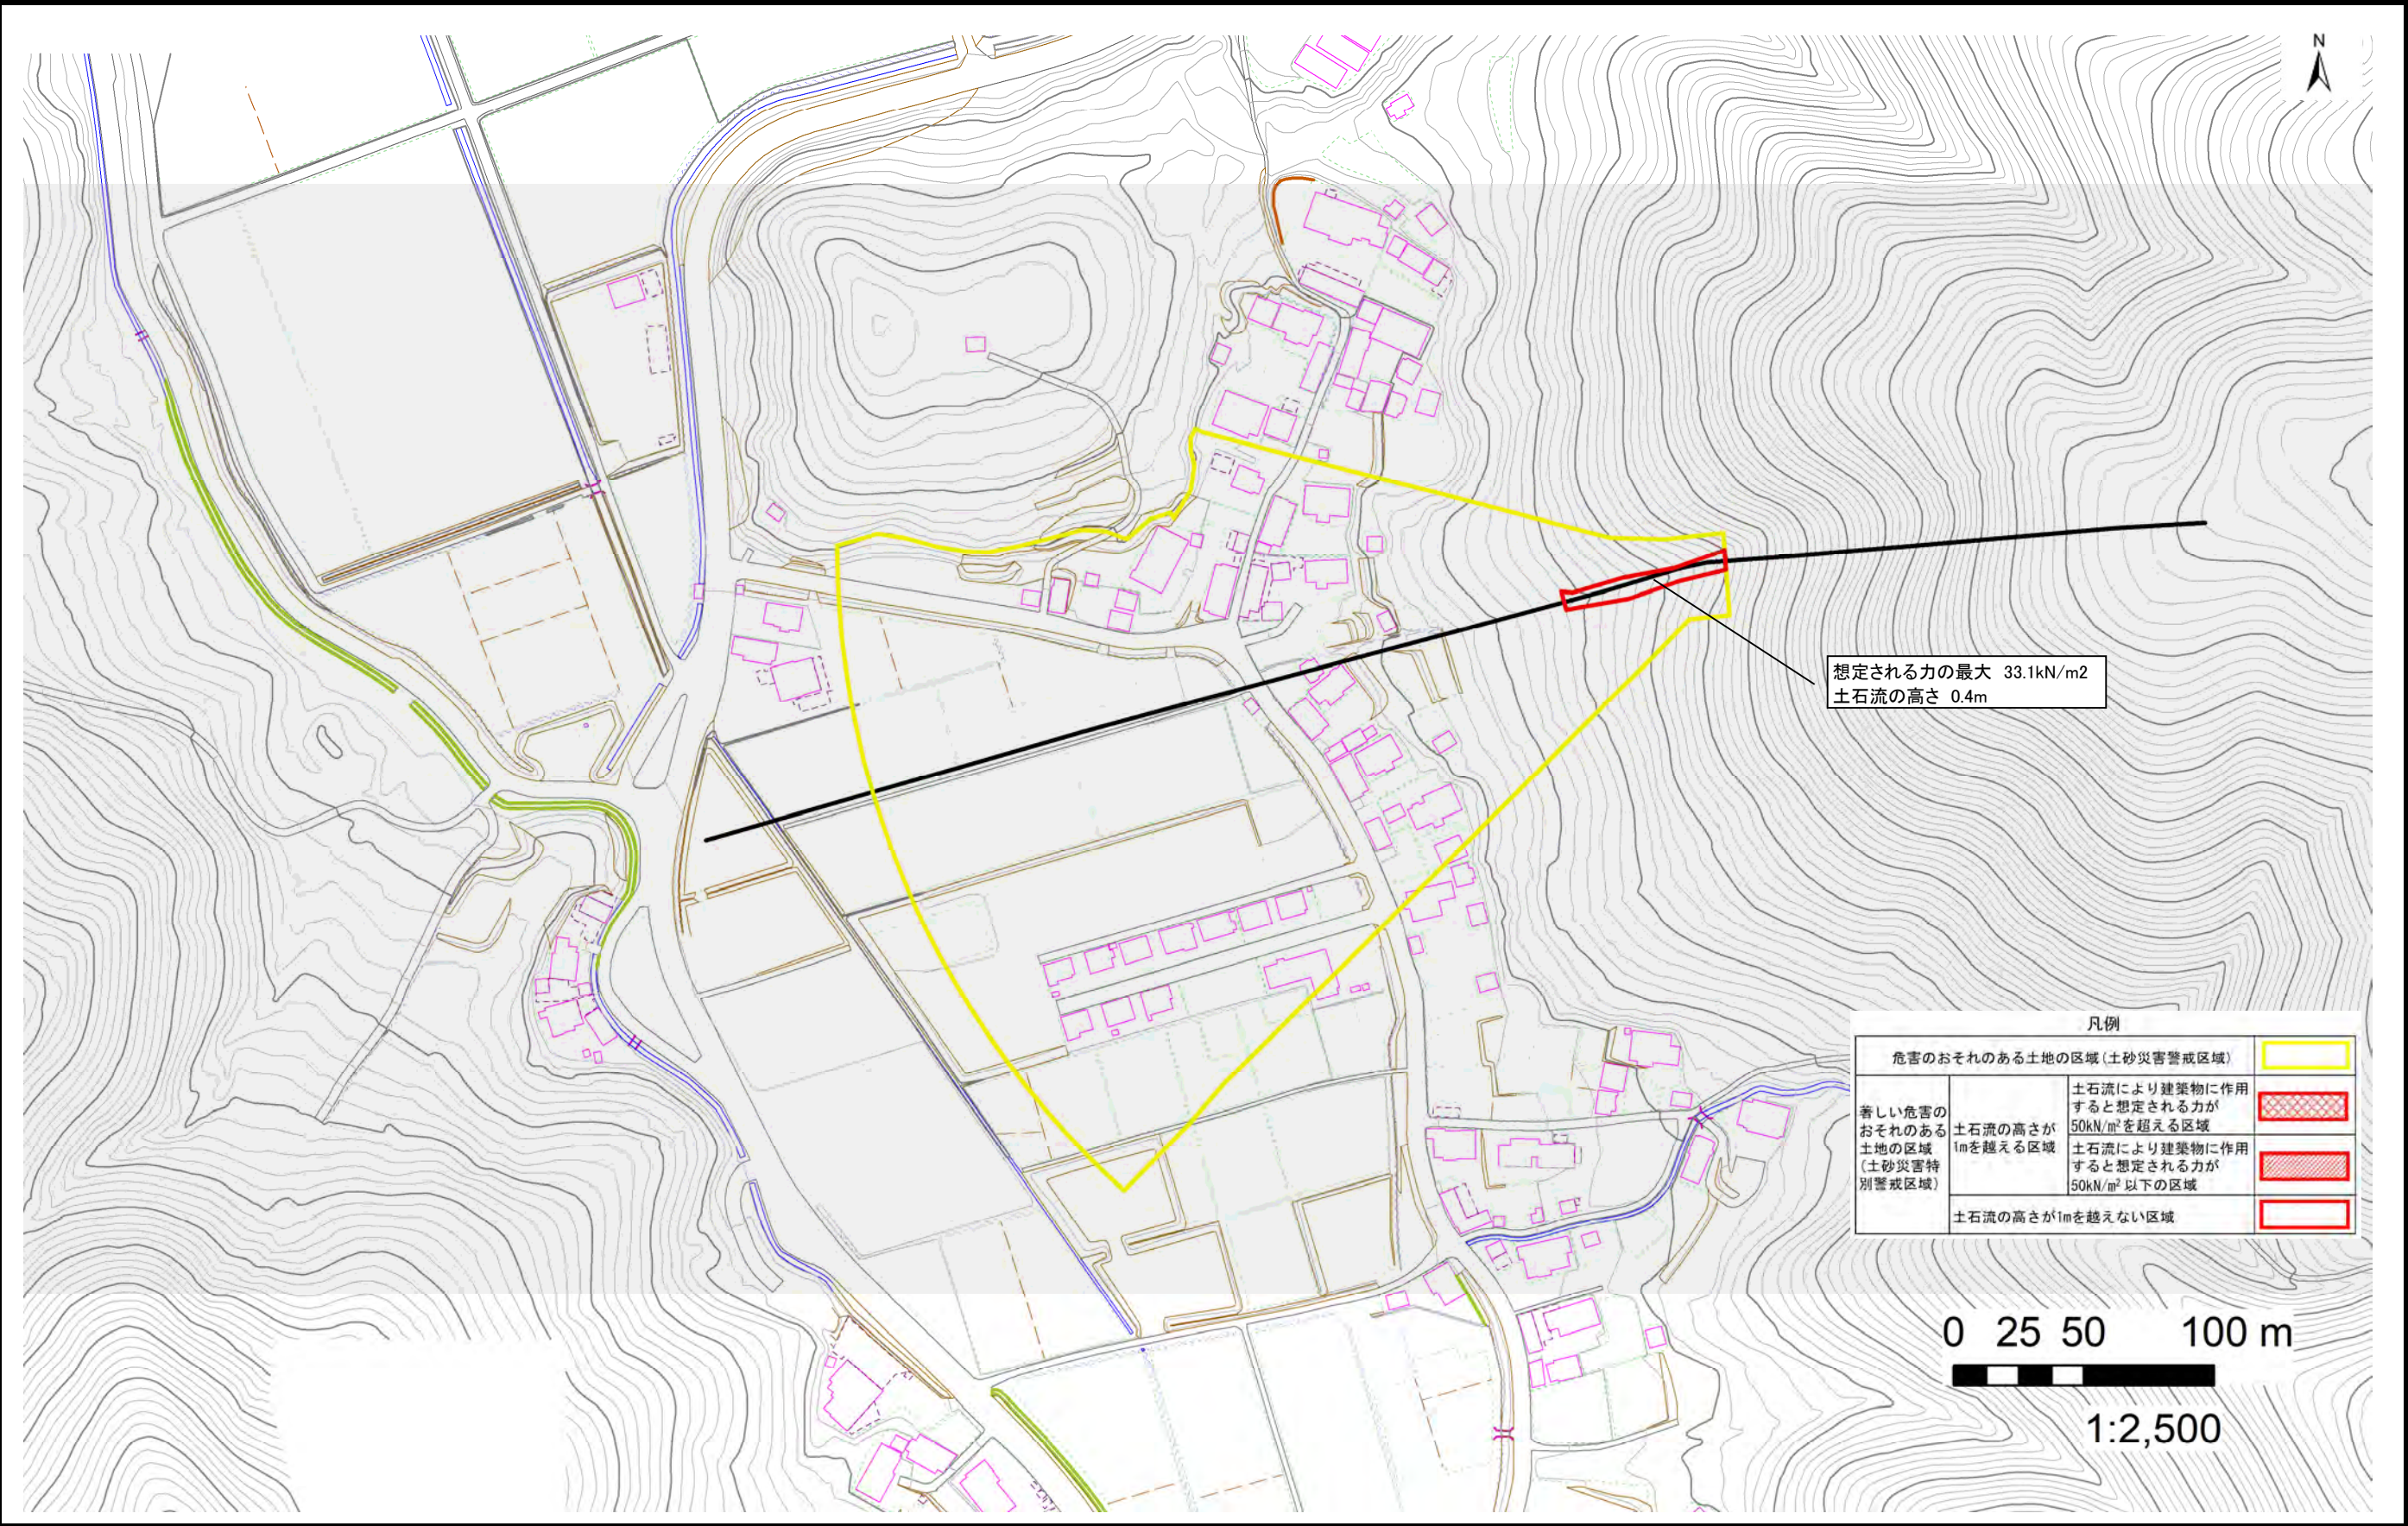 N
想定される力の最大 33.1kN/m2
土石流の高さ 0.4m
凡例
危害のおそれのある土地の区域(土砂災害警戒区域)
著しい危害の
おそれのある
土地の区域
(土砂災害特
別警戒区域)
土石流の高さが
1mを越える区域
土石流により建築物に作用
すると想定される力が
50kN/m²を超える区域
土石流により建築物に作用
すると想定される力が
50kN/m²以下の区域
土石流の高さが1mを越えない区域
0 25 50 100 m
1:2,500